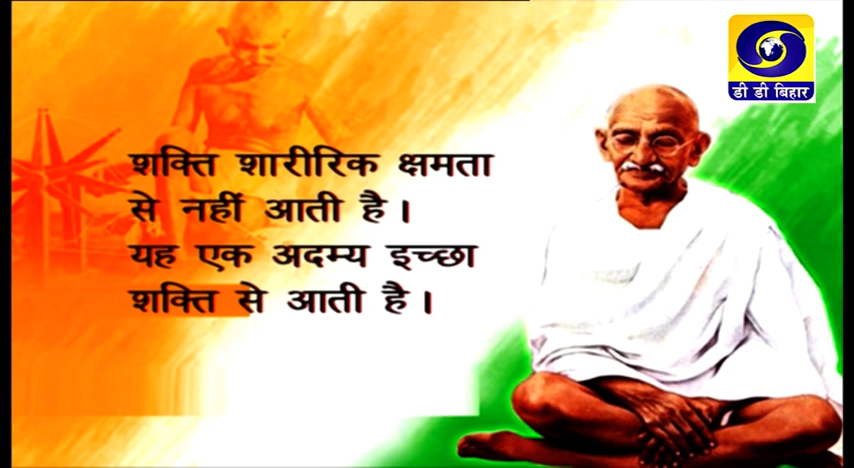 डी डी बिहार
शक्ति शारीरिक क्षमता
से नहीं आती है।
यह एक अदम्य इच्छा
शक्ति से आती है।